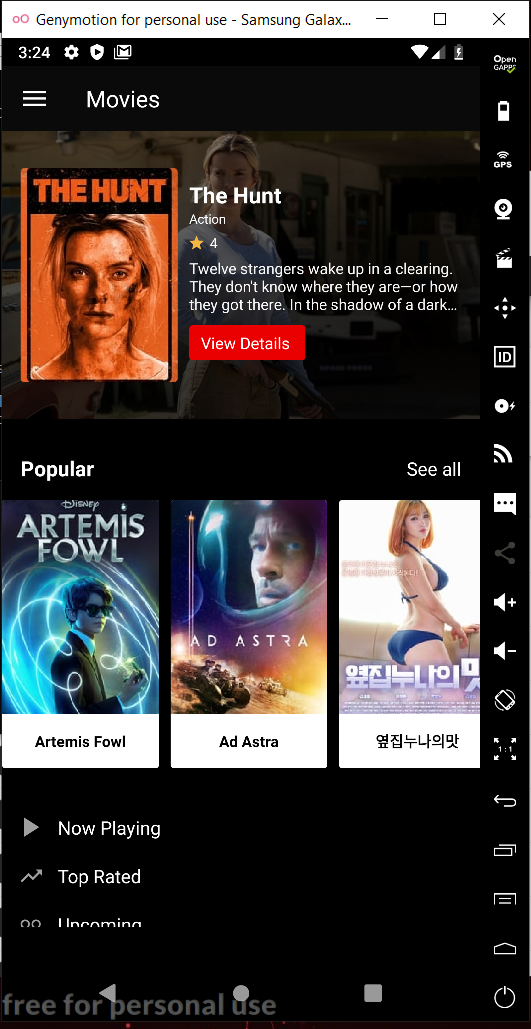 Genymotion for personal use - Samsung Galax...
3:24
Open
GAPPS
Movies
GPS
THE HUNT
The Hunt
Action
4
Twelve strangers wake up in a clearing.
They don't know where they are—or how
they got there. In the shadow of a dark...
View Details
ID
Popular
See all
Disney
ARTEMIS
FOWL
AD ASTRA
옆집누나의맛
Artemis Fowl
Ad Astra
옆집누나의맛
1:1
Now Playing
Top Rated
Upcoming
free for personal use